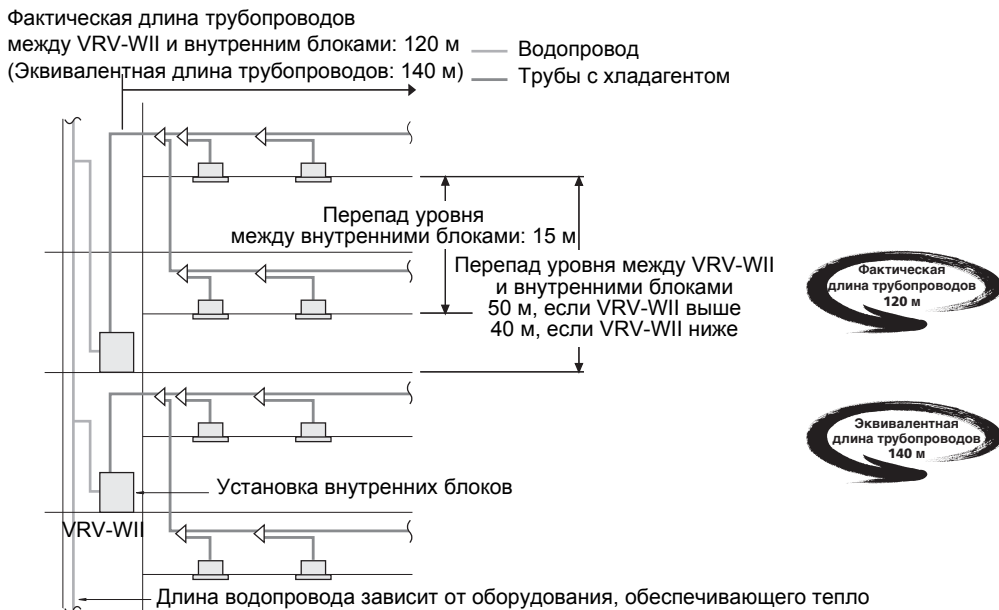 Фактическая длина трубопроводов
между VRV-WII и внутренним блоками: 120 м
(Эквивалентная длина трубопроводов: 140 м)
Водопровод
Трубы с хладагентом
Перепад уровня
между внутренними блоками: 15 м
Перепад уровня между VRV-WII
и внутренними блоками
50 м, если VRV-WII выше
40 м, если VRV-WII ниже
Фактическая
длина трубопроводов
120 м
Эквивалентная
длина трубопроводов
140 м
Установка внутренних блоков
VRV-WII
Длина водопровода зависит от оборудования, обеспечивающего тепло